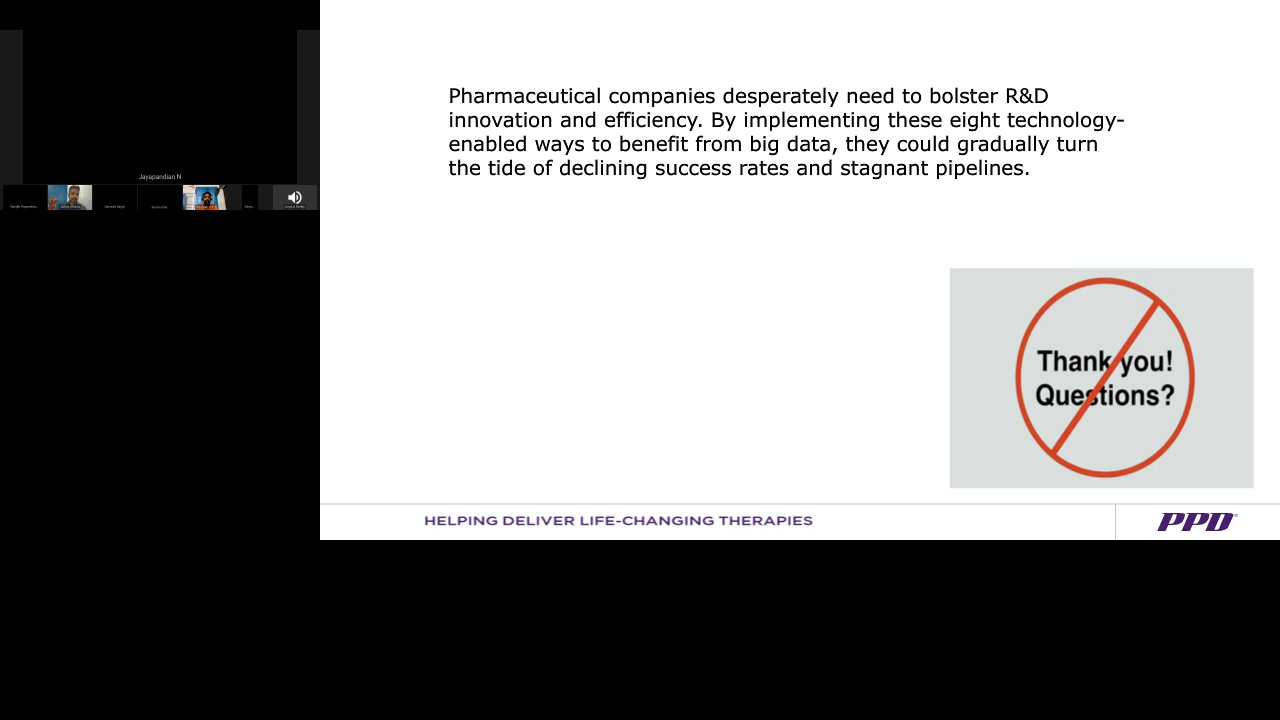 Jayapandian N
Pharmaceutical companies desperately need to bolster R&D
innovation and efficiency. By implementing these eight technology-
enabled ways to benefit from big data, they could gradually turn
the tide of declining success rates and stagnant pipelines.
Thank you!
Questions?
HELPING DELIVER LIFE-CHANGING THERAPIES
PPD